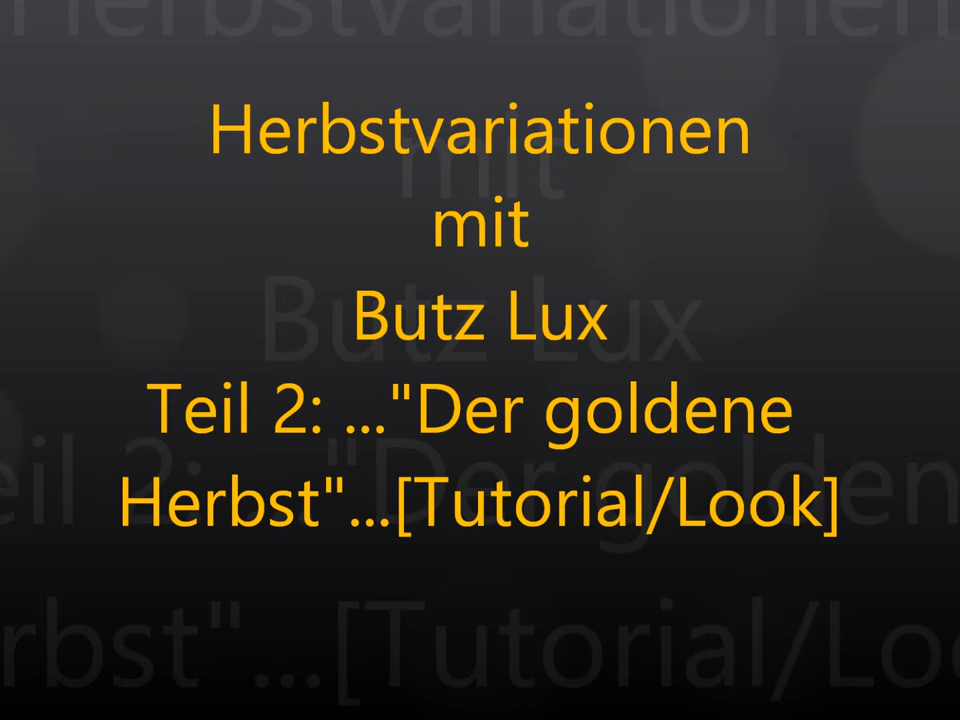 Herbstvariationen
mit
Butz Lux
Teil 2: ..."Der goldene
Herbst"...[Tutorial/Look]